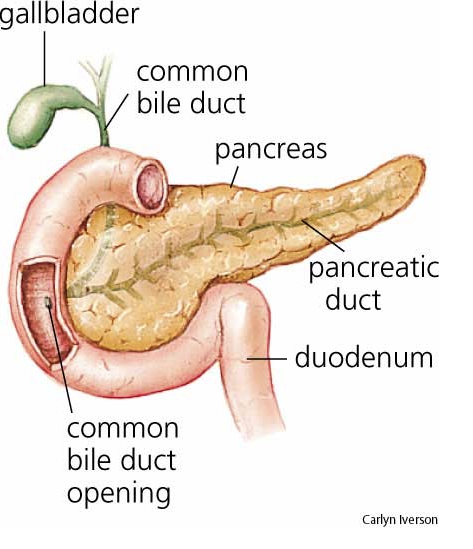 gallbladder
common
bile duct
pancreas
pancreatic
duct
duodenum
common
bile duct
opening
Carlyn Iverson